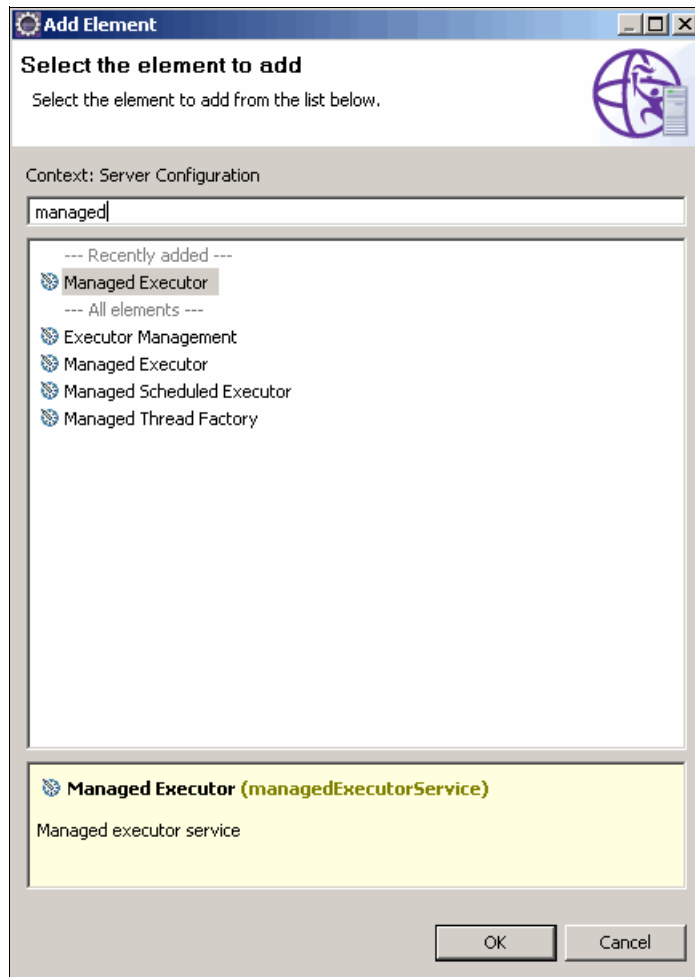 Add Element
Select the element to add
Select the element to add from the list below.
Context: Server Configuration
managed
--- Recently added ---
Managed Executor
--- All elements ---
Executor Management
Managed Executor
Managed Scheduled Executor
Managed Thread Factory
Managed Executor (managedExecutorService)
Managed executor service
OK Cancel